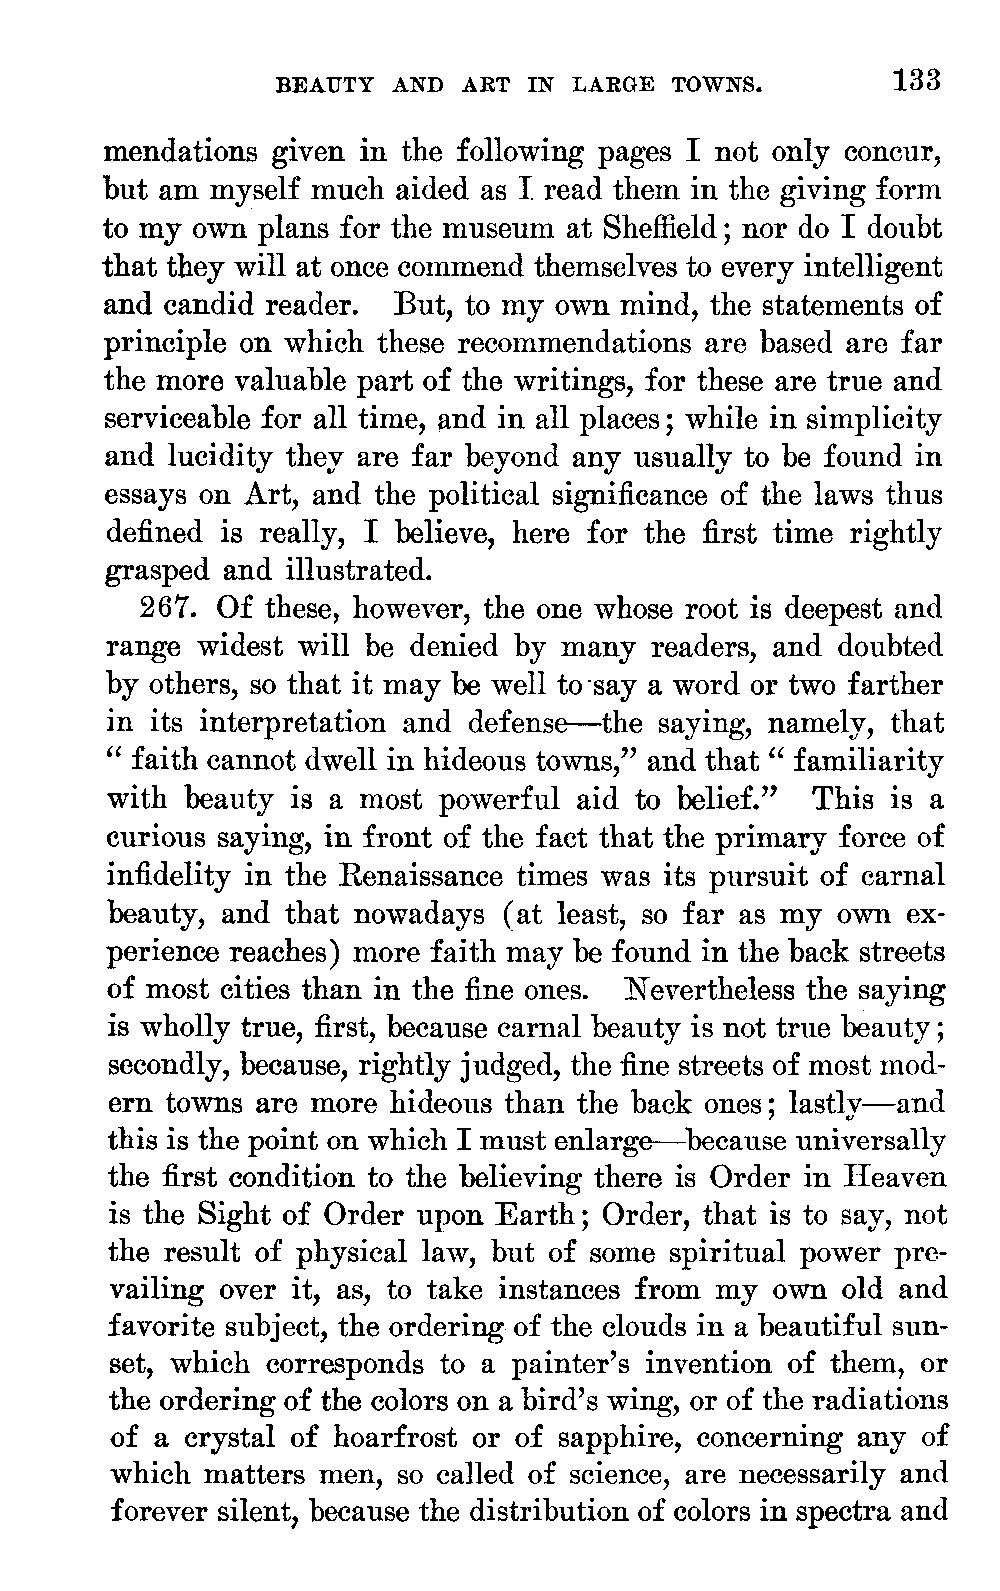 BEAUTY AND ART IN LARGE TOWNS. 133
mendations given in the following pages I not only concur,
but am myself much aided as I read them in the giving form
to my own plans for the museum at Sheffield; nor do I doubt
that they will at once commend themselves to every intelligent
and candid reader. But, to my own mind, the statements of
principle on which these recommendations are based are far
the more valuable part of the writings, for these are true and
serviceable for all time, and in all places; while in simplicity
and lucidity they are far beyond any usually to be found in
essays on Art, and the political significance of the laws thus
defined is really, I believe, here for the first time rightly
grasped and illustrated.
267. Of these, however, the one whose root is deepest and
range widest will be denied by many readers, and doubted
by others, so that it may be well to say a word or two farther
in its interpretation and defense—the saying, namely, that
“ faith cannot dwell in hideous towns,” and that “ familiarity
with beauty is a most powerful aid to belief.” This is a
curious saying, in front of the fact that the primary force of
infidelity in the Renaissance times was its pursuit of carnal
beauty, and that nowadays (at least, so far as my own ex-
perience reaches) more faith may be found in the back streets
of most cities than in the fine ones. Nevertheless the saying
is wholly true, first, because carnal beauty is not true beauty;
secondly, because, rightly judged, the fine streets of most mod-
ern towns are more hideous than the back ones; lastly—and
this is the point on which I must enlarge—because universally
the first condition to the believing there is Order in Heaven
is the Sight of Order upon Earth; Order, that is to say, not
the result of physical law, but of some spiritual power pre-
vailing over it, as, to take instances from my own old and
favorite subject, the ordering of the clouds in a beautiful sun-
set, which corresponds to a painter’s invention of them, or
the ordering of the colors on a bird’s wing, or of the radiations
of a crystal of hoarfrost or of sapphire, concerning any of
which matters men, so called of science, are necessarily and
forever silent, because the distribution of colors in spectra and